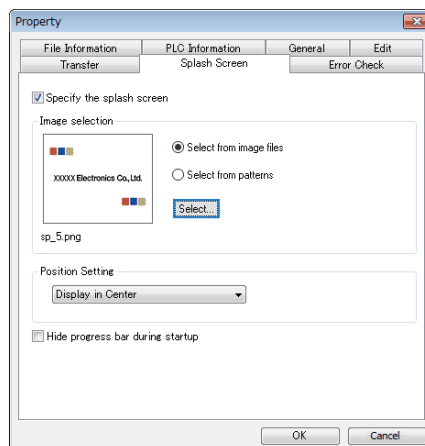 Property
File Information PLC Information General Edit
Transfer Splash Screen Error Check
Specify the splash screen
Image selection
XXXXX Electronics Co., Ltd.
Select from image files
Select from patterns
Select...
sp_5.png
Position Setting
Display in Center
Hide progress bar during startup
OK Cancel